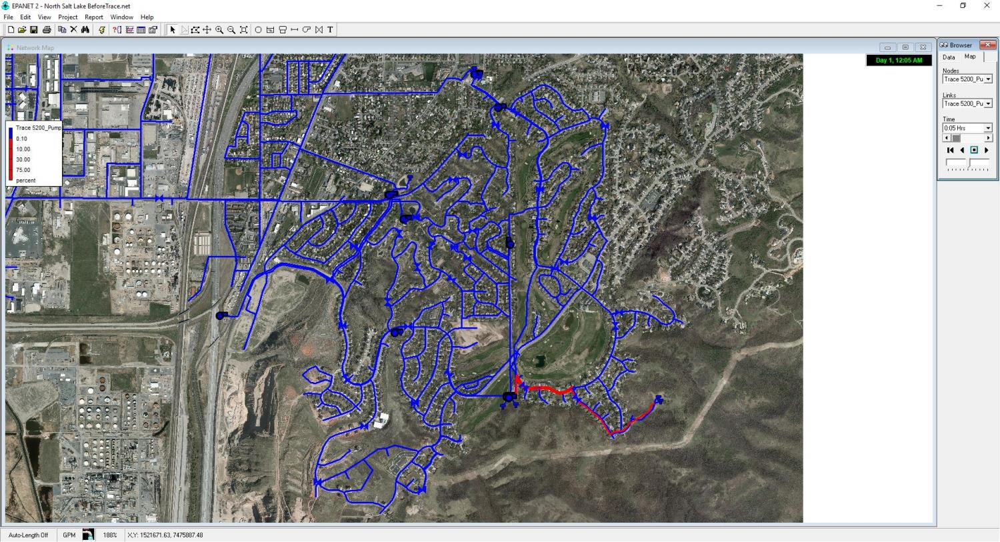 EPANET 2 - North Salt Lake BeforeTrace.net
File Edit View Project Report Window Help
T
Network Map
Day 1, 12:05 AM
Trace 5200_Pump
0.10
10.00
30.00
75.00
percent
Browser
Data Map
Nodes
Trace 5200_Pu
Links
Trace 5200_Pu
Time
0:05 Hrs
Auto-Length Off GPM 188% X,Y: 1521671.63, 7475887.48